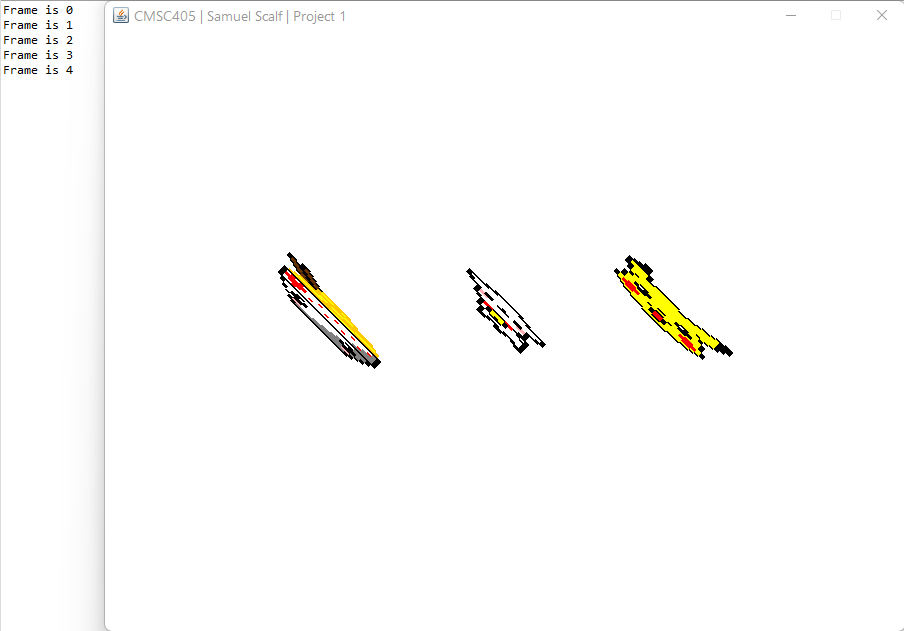 Frame is 0
Frame is 1
Frame is 2
Frame is 3
Frame is 4
CMSC405 | Samuel Scalf | Project 1